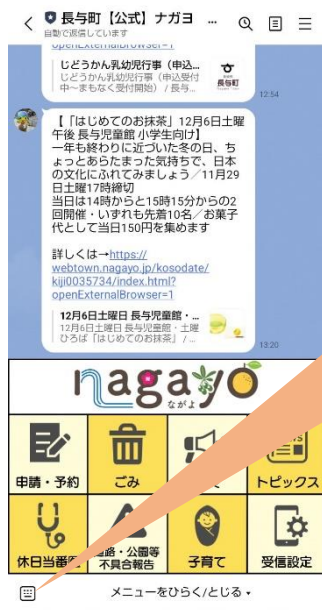 長与町【公式】ナガヨ ...
自動で返信しています
openExternalBrowser=1
じどうかん乳幼児行事（申込...
じどうかん乳幼児行事（申込受付
中～まもなく受付開始）／長与...
長与町
12:54
【「はじめてのお抹茶」12月6日土曜
午後 長与児童館 小学生
向け】
一年も終わりに近づいた冬の日、ち
ょっとあらたまった気持ちで、日本
の文化にふれてみましょう／11月29
日土曜17時締切
当日は14時からと15時15分からの2
回開催・いずれも先着10名／お菓子
代として当日150円を集めます
詳しくは→https://
webtown.nagayo.jp/kosodate/
kiji0035734/index.html?
openExternalBrowser=1
12月6日土曜日 長与児童館・...
12月6日土曜日 長与児童館・土曜
ひろば「はじめてのお抹茶」／...
13:20
nagayo
ながよ
申請・予約
ごみ
トピックス
休日当番医
路・公園等
不具合報告
子育て
受信設定
メニューをひらく/とじる